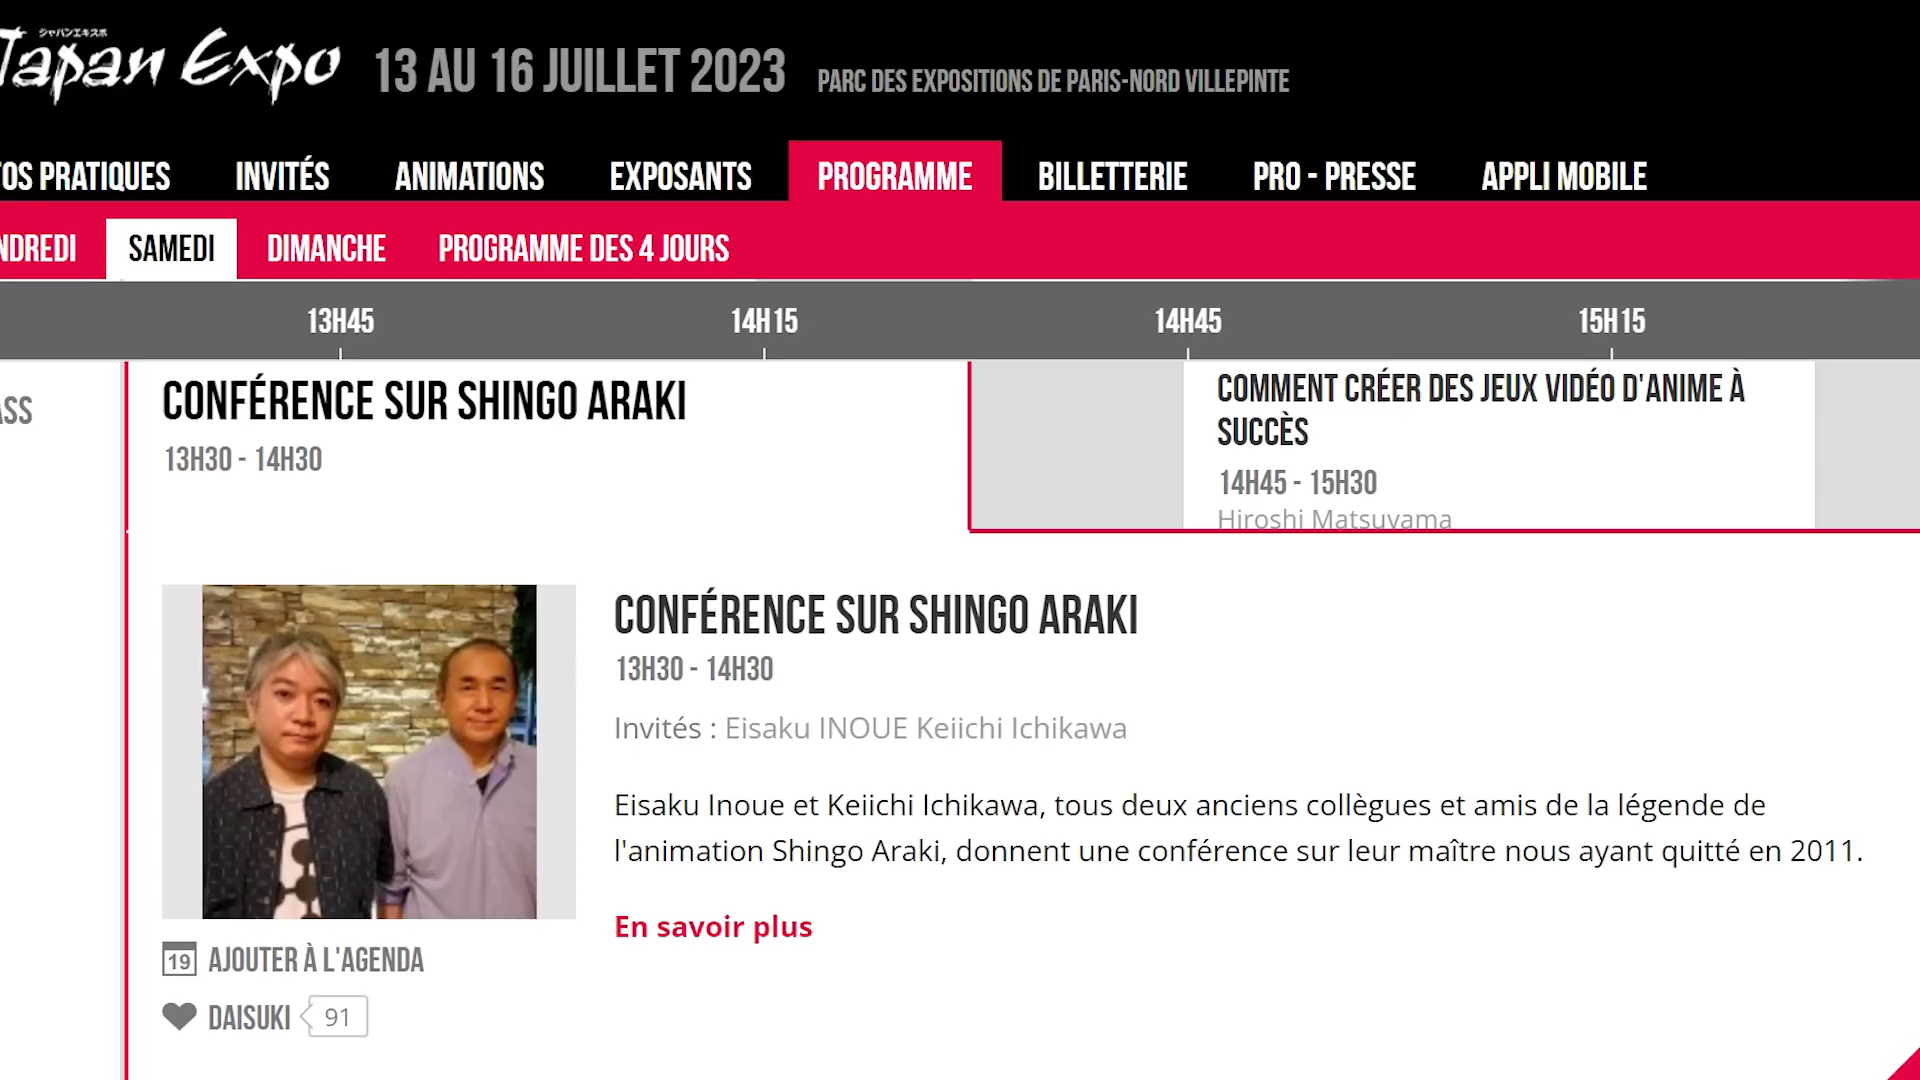 ジャパンエキスポ
Japan Expo
13 AU 16 JUILLET 2023
PARC DES EXPOSITIONS DE PARIS-NORD VILLEPINTE
OS PRATIQUES INVITÉS ANIMATIONS EXPOSANTS PROGRAMME BILLETTERIE PRO - PRESSE APPLI MOBILE
NDREDI SAMEDI DIMANCHE PROGRAMME DES 4 JOURS
13H45 14H15 14H45 15H15
ASS
CONFÉRENCE SUR SHINGO ARAKI
13H30 - 14H30
COMMENT CRÉER DES JEUX VIDÉO D'ANIME À
SUCCÈS
14H45 - 15H30
Hiroshi Matsuyama
CONFÉRENCE SUR SHINGO ARAKI
13H30 - 14H30
Invités : Eisaku INOUE Keiichi Ichikawa
Eisaku Inoue et Keiichi Ichikawa, tous deux anciens collègues et amis de la légende de
l'animation Shingo Araki, donnent une conférence sur leur maître nous ayant quitté en 2011.
En savoir plus
19 AJOUTER À L'AGENDA
DAISUKI 91